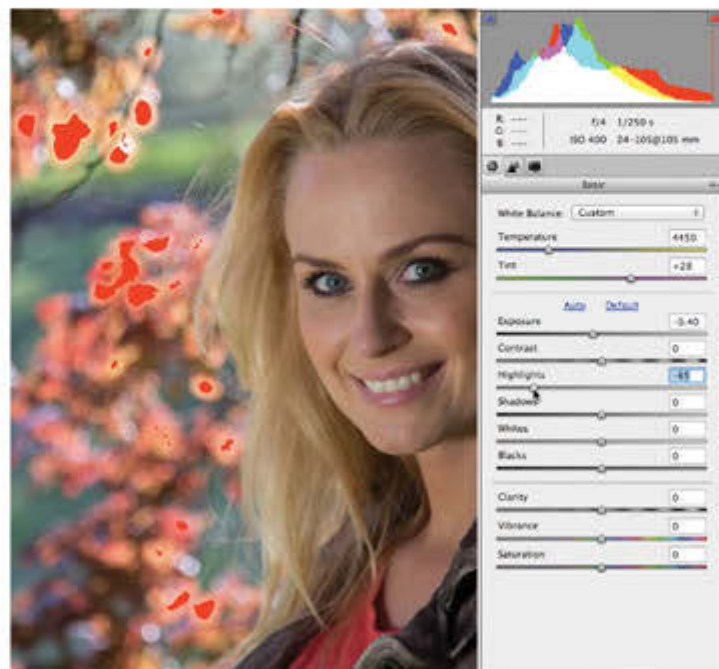 R: ---
G: ---
B: ---
f/4 1/250 s
ISO 400 24-105@105 mm
Basic
White Balance: Custom
Temperature 4450
Tint +28
Auto Default
Exposure -0.40
Contrast 0
Highlights -65
Shadows 0
Whites 0
Blacks 0
Clarity 0
Vibrance 0
Saturation 0